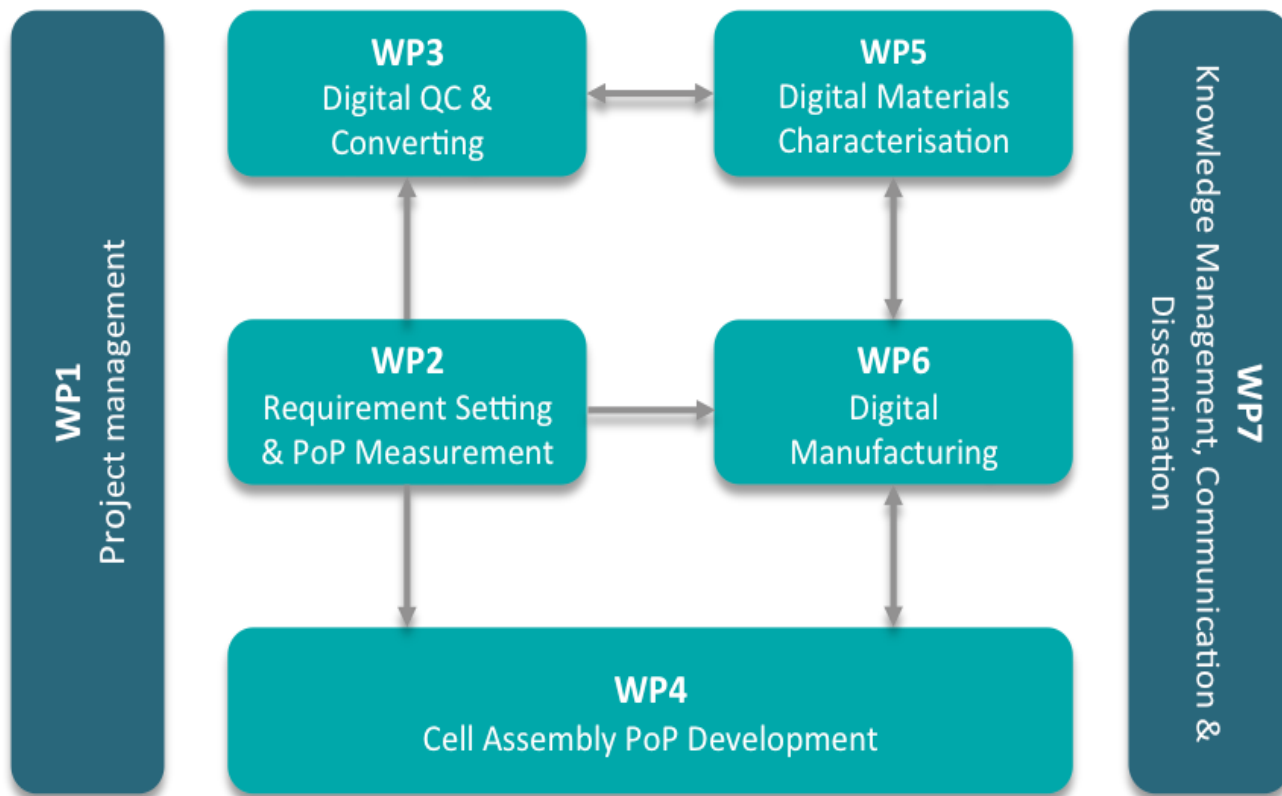 WP1
Project management
WP3
Digital QC &
Converting
WP5
Digital Materials
Characterisation
WP2
Requirement Setting
& PoP Measurement
WP6
Digital
Manufacturing
WP4
Cell Assembly PoP Development
WP7
Knowledge Management, Communication &
Dissemination